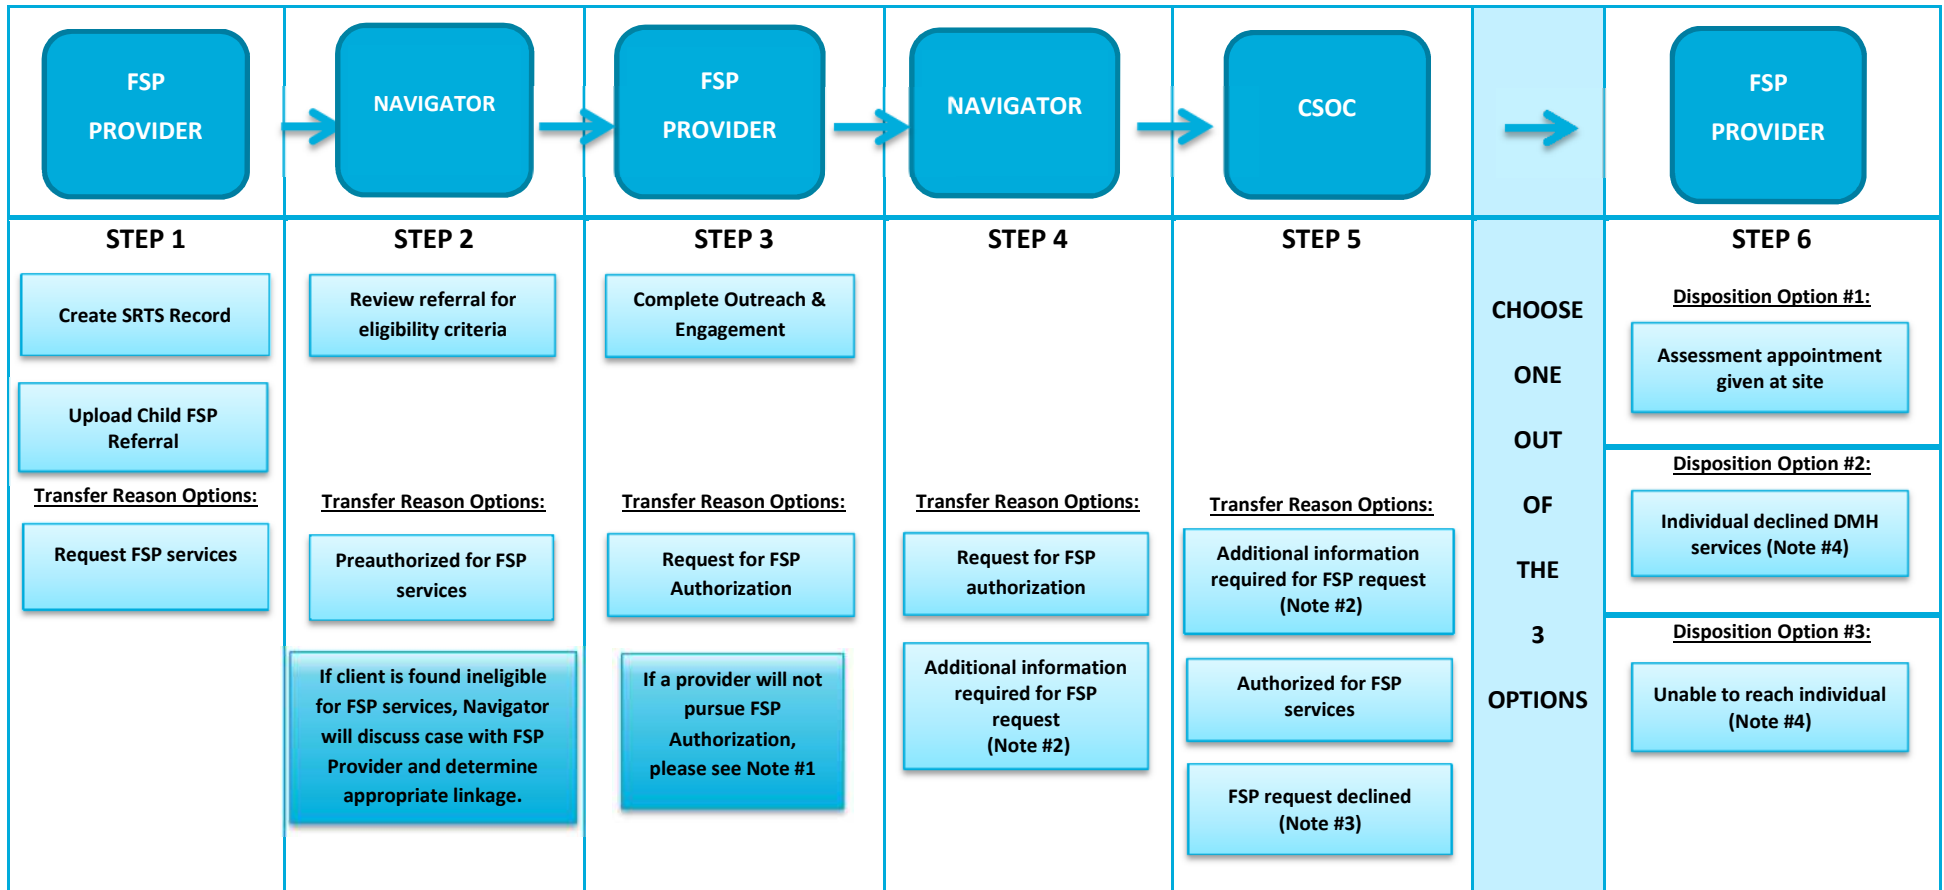 FSP
PROVIDER
NAVIGATOR
FSP
PROVIDER
NAVIGATOR
CSOC
FSP
PROVIDER
STEP 1
Create SRTS Record
Upload Child FSP
Referral
Transfer Reason Options:
Request FSP services
STEP 2
Review referral for
eligibility criteria
Transfer Reason Options:
Preauthorized for FSP
services
If client is found ineligible
for FSP services, Navigator
will discuss case with FSP
Provider and determine
appropriate linkage.
STEP 3
Complete Outreach &
Engagement
Transfer Reason Options:
Request for FSP
Authorization
If a provider will not
pursue FSP
Authorization,
please see Note #1
STEP 4
Transfer Reason Options:
Request for FSP
authorization
Additional information
required for FSP
request
(Note #2)
STEP 5
Transfer Reason Options:
Additional information
required for FSP request
(Note #2)
Authorized for FSP
services
FSP request declined
(Note #3)
CHOOSE
ONE
OUT
OF
THE
3
OPTIONS
STEP 6
Disposition Option #1:
Assessment appointment
given at site
Disposition Option #2:
Individual declined DMH
services (Note #4)
Disposition Option #3:
Unable to reach individual
(Note #4)